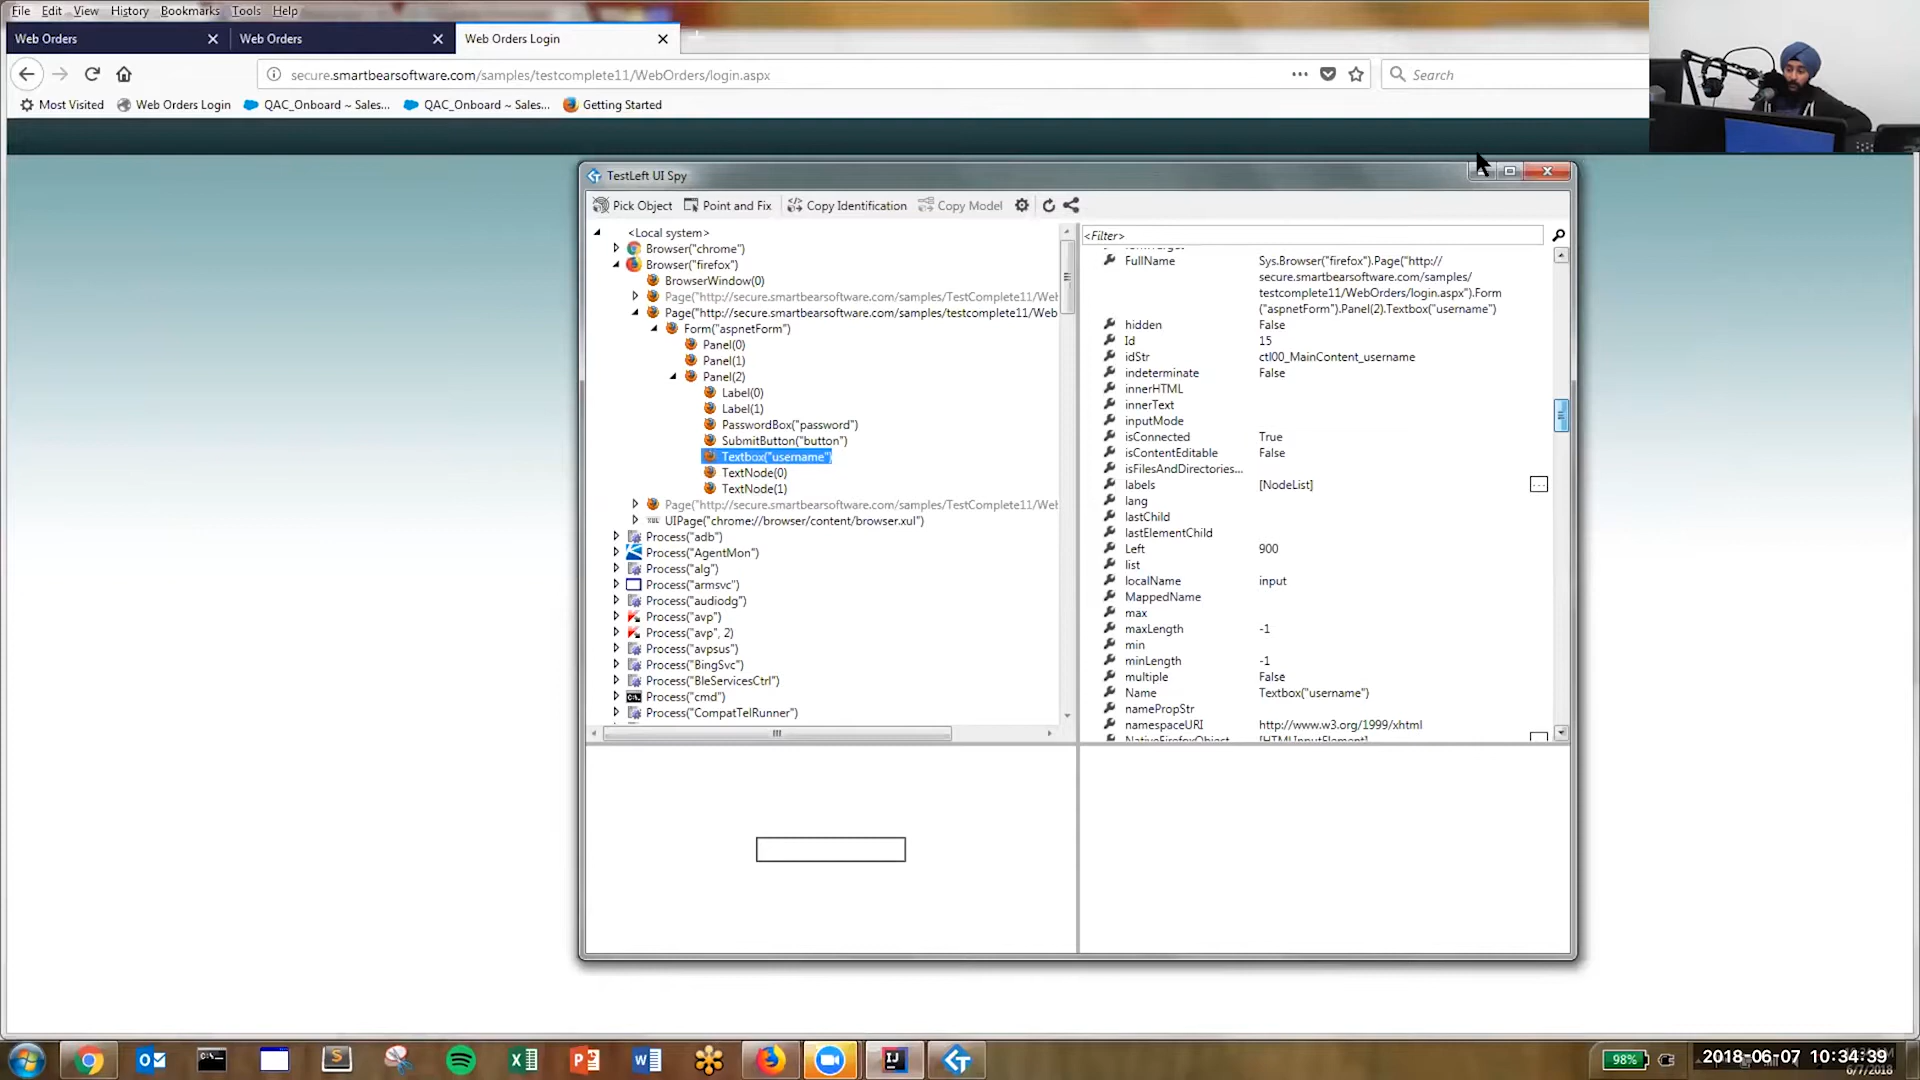 File Edit View History Bookmarks Tools Help
Web Orders
Web Orders
Web Orders Login
secure.smartbearsoftware.com/samples/testcomplete11/WebOrders/login.aspx
Search
Most Visited
Web Orders Login
QAC_Onboard ~ Sales...
QAC_Onboard ~ Sales...
Getting Started
TestLeft UI Spy
Pick Object
Point and Fix
Copy Identification
Copy Model
<Local system>
Browser("chrome")
Browser("firefox")
BrowserWindow(0)
Page("http://secure.smartbearsoftware.com/samples/TestComplete11/Web
Page("http://secure.smartbearsoftware.com/samples/testcomplete11/Web
Form("aspnetForm")
Panel(0)
Panel(1)
Panel(2)
Label(0)
Label(1)
PasswordBox("password")
SubmitButton("button")
Textbox("username")
TextNode(0)
TextNode(1)
Page("http://secure.smartbearsoftware.com/samples/TestComplete11/Web
UIPage("chrome://browser/content/browser.xul")
Process("adb")
Process("AgentMon")
Process("alg")
Process("armsvc")
Process("audiodg")
Process("avp")
Process("avp", 2)
Process("avpsus")
Process("BingSvc")
Process("BleServicesCtrl")
Process("cmd")
Process("CompatTelRunner")
<Filter>
FullName Sys.Browser("firefox").Page("http://
secure.smartbearsoftware.com/samples/
testcomplete11/WebOrders/login.aspx").Form
("aspnetForm").Panel(2).Textbox("username")
hidden False
Id 15
idStr ctl00_MainContent_username
indeterminate False
innerHTML
innerText
inputMode
isConnected True
isContentEditable False
isFilesAndDirectories...
labels [NodeList]
lang
lastChild
lastElementChild
Left 900
list
localName input
MappedName
max
maxLength -1
min
minLength -1
multiple False
Name Textbox("username")
namePropStr
namespaceURI http://www.w3.org/1999/xhtml
NativeFirefoxObject [HTMLInputElement]
98%
2018-06-07 10:34:39
6/7/2018